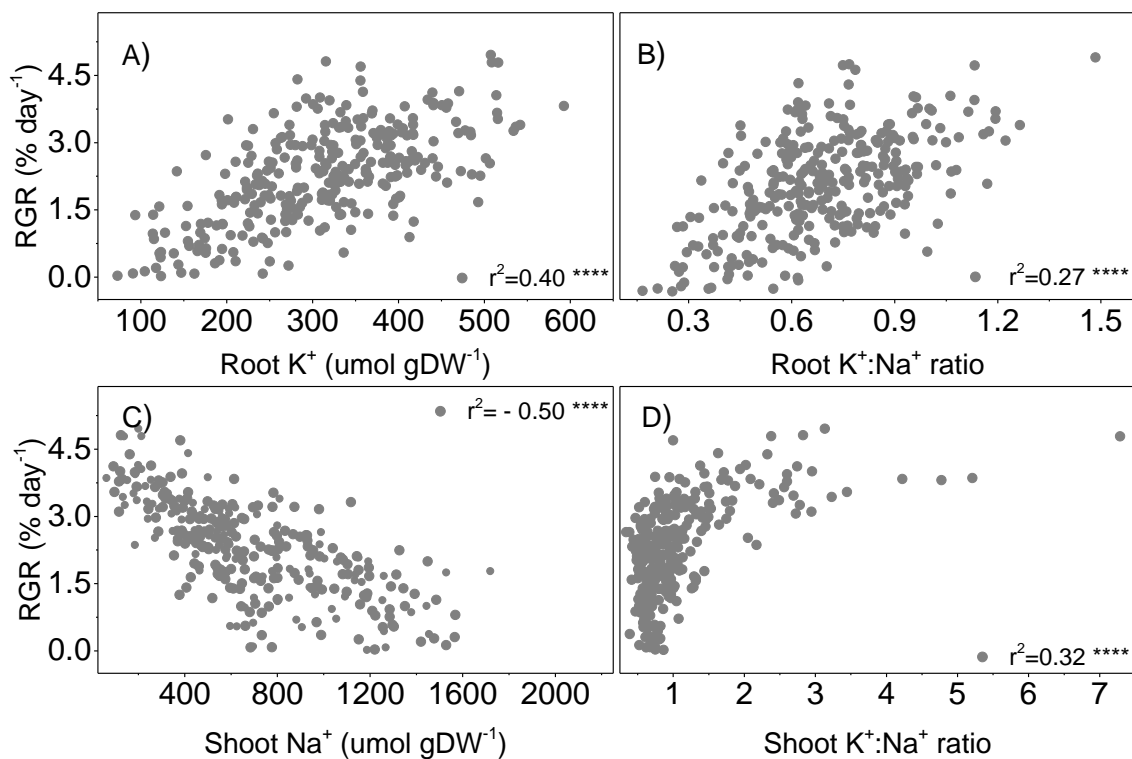 A)
RGR (% day⁻¹)
4.5
3.0
1.5
0.0
r²=0.40 ****
100 200 300 400 500 600
Root K⁺ (umol gDW⁻¹)
B)
r²=0.27 ****
0.3 0.6 0.9 1.2 1.5
Root K⁺:Na⁺ ratio
C)
r²= - 0.50 ****
RGR (% day⁻¹)
4.5
3.0
1.5
0.0
400 800 1200 1600 2000
Shoot Na⁺ (umol gDW⁻¹)
D)
r²=0.32 ****
1 2 3 4 5 6 7
Shoot K⁺:Na⁺ ratio